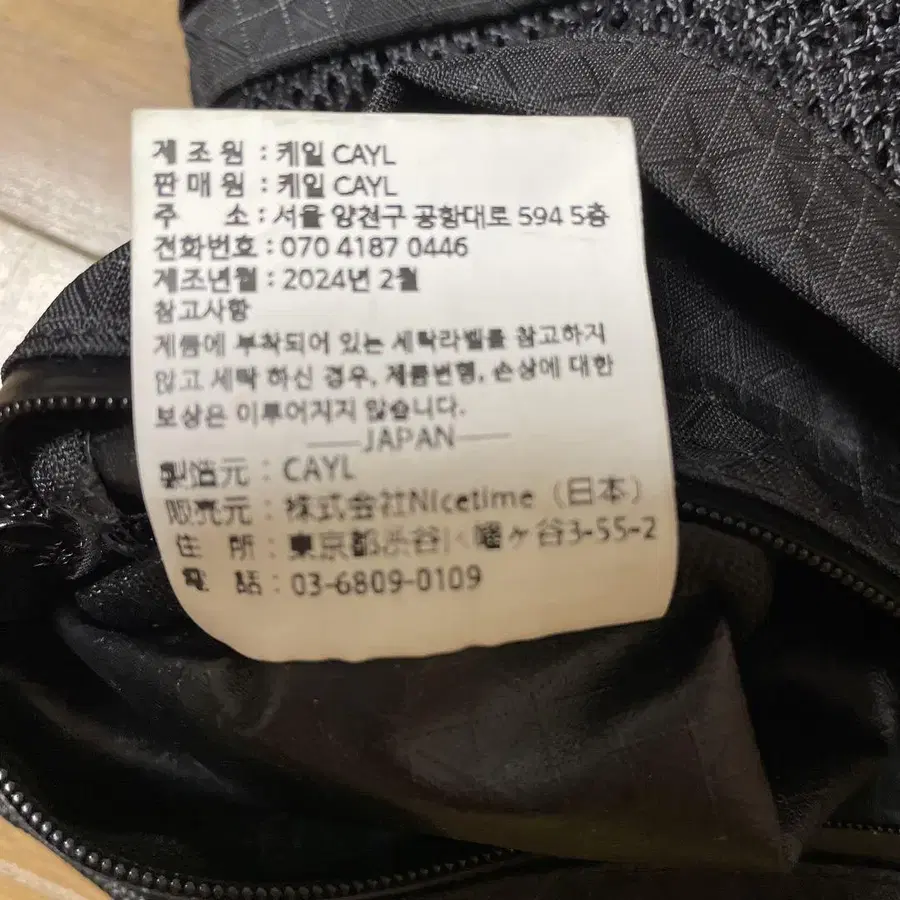 제 조 원 : 케일 CAYL
판 매 원 : 케일 CAYL
주 소 : 서울 양천구 공항대로 594 5층
전화번호 : 070 4187 0446
제조년월 : 2024년 2월
참고사항
제품에 부착되어 있는 세탁라벨를 참고하지
않고 세탁 하신 경우, 제품변형, 손상에 대한
보상은 이루어지지 않습니다.
JAPAN
製造元 : CAYL
販売元 : 株式会社Nicetime（日本）
住 所 : 東京都渋谷区幡ヶ谷3-55-2
電 話 : 03-6809-0109